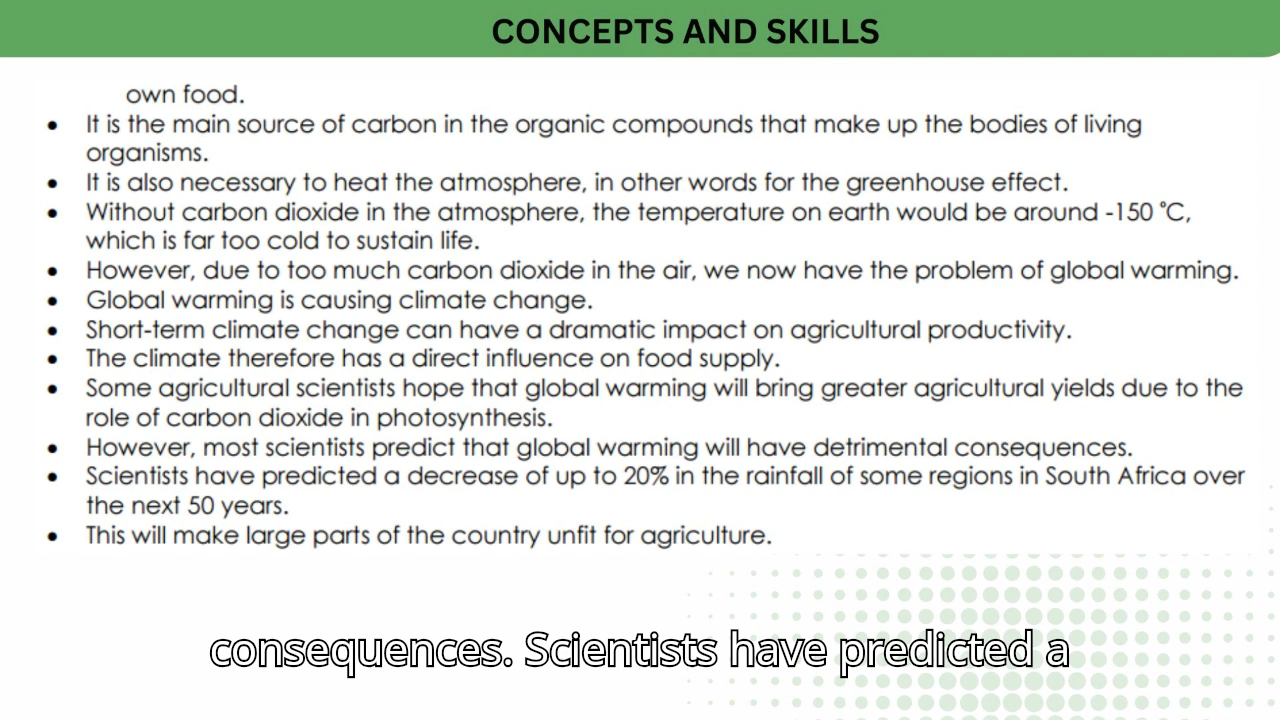 CONCEPTS AND SKILLS
own food.
• It is the main source of carbon in the organic compounds that make up the bodies of living
organisms.
• It is also necessary to heat the atmosphere, in other words for the greenhouse effect.
• Without carbon dioxide in the atmosphere, the temperature on earth would be around -150 °C,
which is far too cold to sustain life.
• However, due to too much carbon dioxide in the air, we now have the problem of global warming.
• Global warming is causing climate change.
• Short-term climate change can have a dramatic impact on agricultural productivity.
• The climate therefore has a direct influence on food supply.
• Some agricultural scientists hope that global warming will bring greater agricultural yields due to the
role of carbon dioxide in photosynthesis.
• However, most scientists predict that global warming will have detrimental consequences.
• Scientists have predicted a decrease of up to 20% in the rainfall of some regions in South Africa over
the next 50 years.
• This will make large parts of the country unfit for agriculture.
consequences. Scientists have predicted a